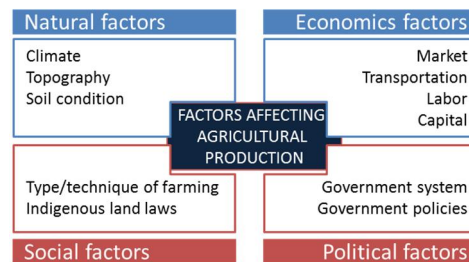 Natural factors
Climate
Topography
Soil condition
Economics factors
Market
Transportation
Labor
Capital
FACTORS AFFECTING
AGRICULTURAL
PRODUCTION
Type/technique of farming
Indigenous land laws
Social factors
Government system
Government policies
Political factors